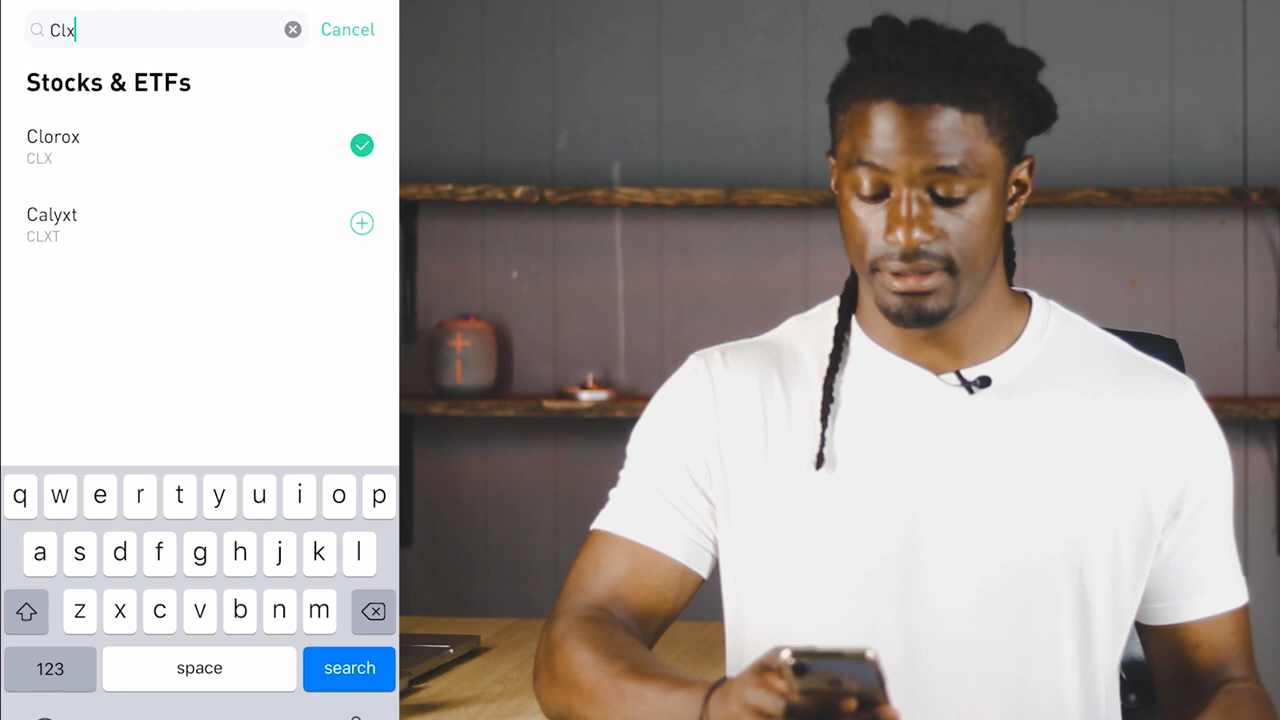 Clx
Cancel
Stocks & ETFs
Clorox
CLX
Calyxt
CLXT
q w e r t y u i o p
a s d f g h j k l
z x c v b n m
123 space search